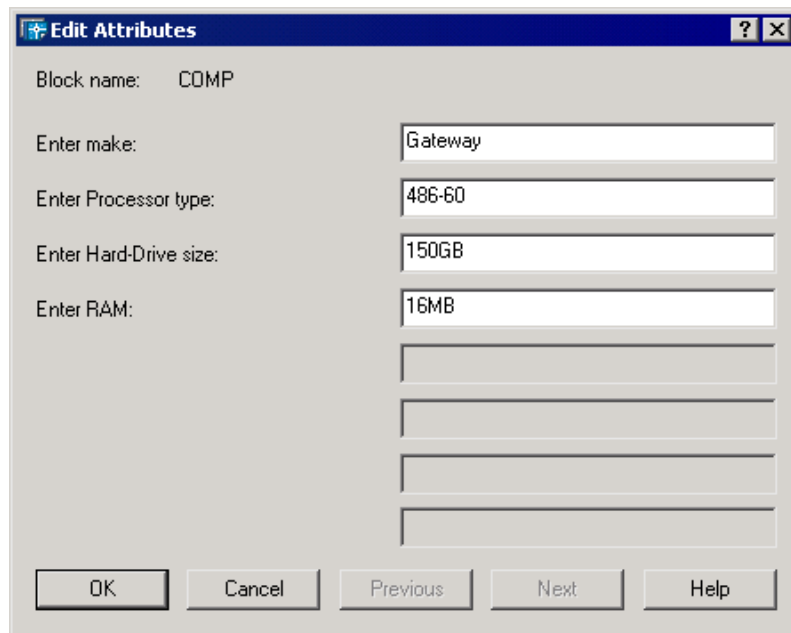 Edit Attributes
Block name: COMP
Enter make: Gateway
Enter Processor type: 486-60
Enter Hard-Drive size: 150GB
Enter RAM: 16MB
OK Cancel Previous Next Help